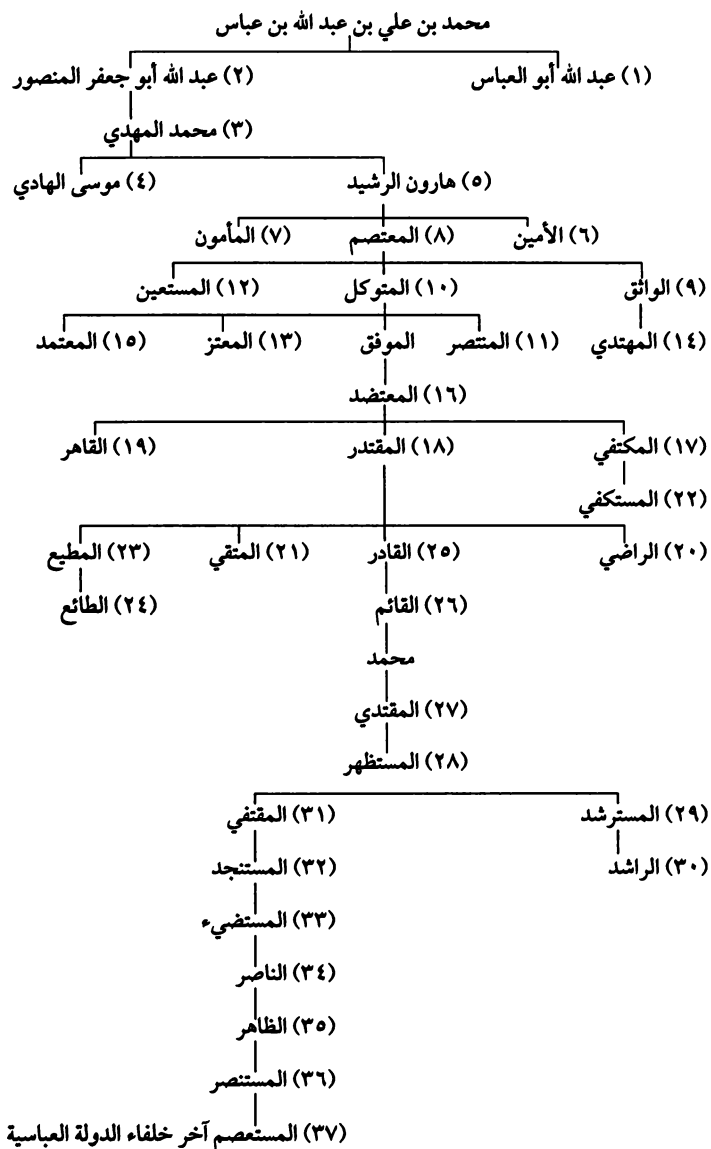 محمد بن علي بن عبد الله بن عباس
(١) عبد الله أبو العباس (٢) عبد الله أبو جعفر المنصور
(٣) محمد المهدي
(٥) هارون الرشيد (٤) موسى الهادي
(٦) الأمين (٨) المعتصم (٧) المأمون
(٩) الواثق (١٠) المتوكل (١٢) المستعين
(١٤) المهتدي (١١) المنتصر الموفق (١٣) المعتز (١٥) المعتمد
(١٦) المعتضد
(١٧) المكتفي (١٨) المقتدر (١٩) القاهر
(٢٢) المستكفي
(٢٠) الراضي (٢٥) القادر (٢١) المتقي (٢٣) المطيع
(٢٦) القائم (٢٤) الطائع
محمد
(٢٧) المقتدي
(٢٨) المستظهر
(٢٩) المسترشد (٣١) المقتفي
(٣٠) الراشد (٣٢) المستنجد
(٣٣) المستضيء
(٣٤) الناصر
(٣٥) الظاهر
(٣٦) المستنصر
(٣٧) المستعصم آخر خلفاء الدولة العباسية